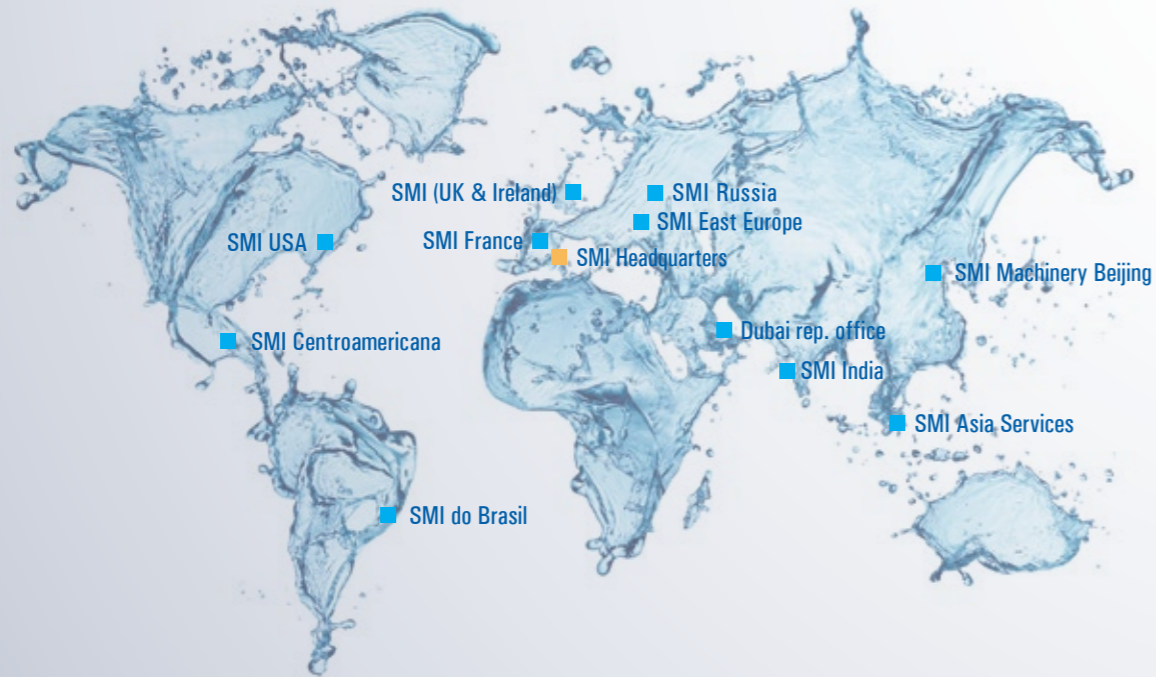 SMI (UK & Ireland)
SMI Russia
SMI East Europe
SMI USA
SMI France
SMI Headquarters
SMI Machinery Beijing
Dubai rep. office
SMI Centroamericana
SMI India
SMI Asia Services
SMI do Brasil